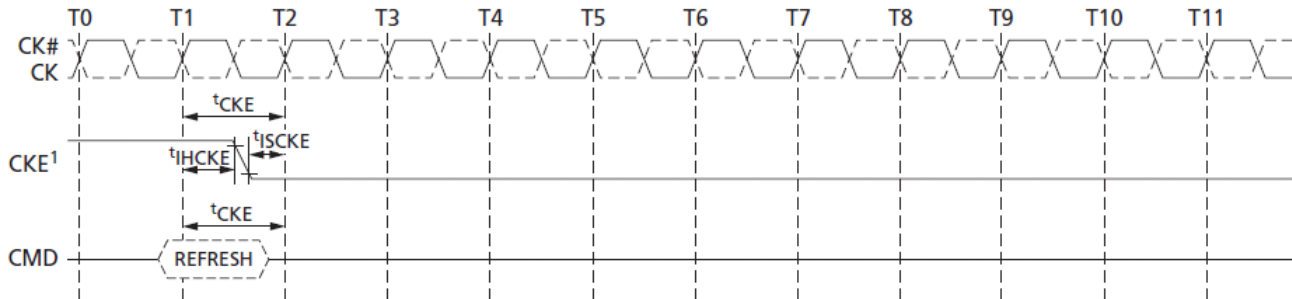 T0 T1 T2 T3 T4 T5 T6 T7 T8 T9 T10 T11
CK#
CK
tCKE
tISCKE
CKE1
tIHCKE
tCKE
CMD
REFRESH